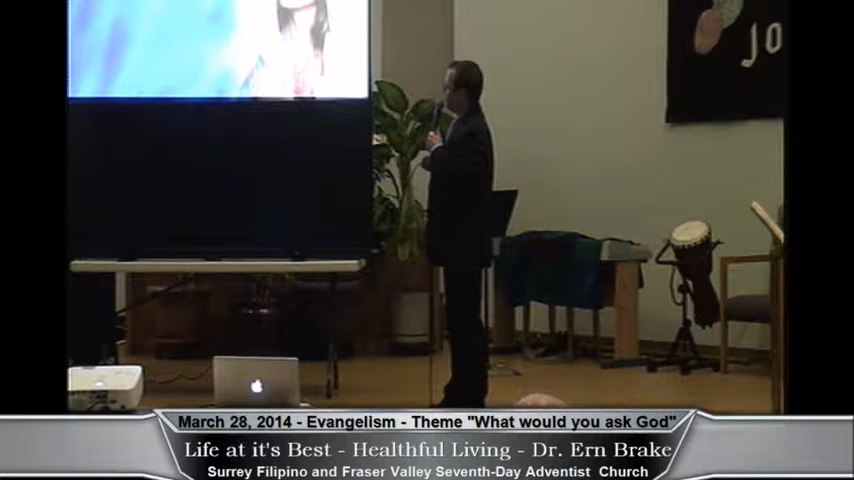 Jo
March 28, 2014 - Evangelism - Theme "What would you ask God"
Life at it's Best - Healthful Living - Dr. Ern Brake
Surrey Filipino and Fraser Valley Seventh-Day Adventist Church